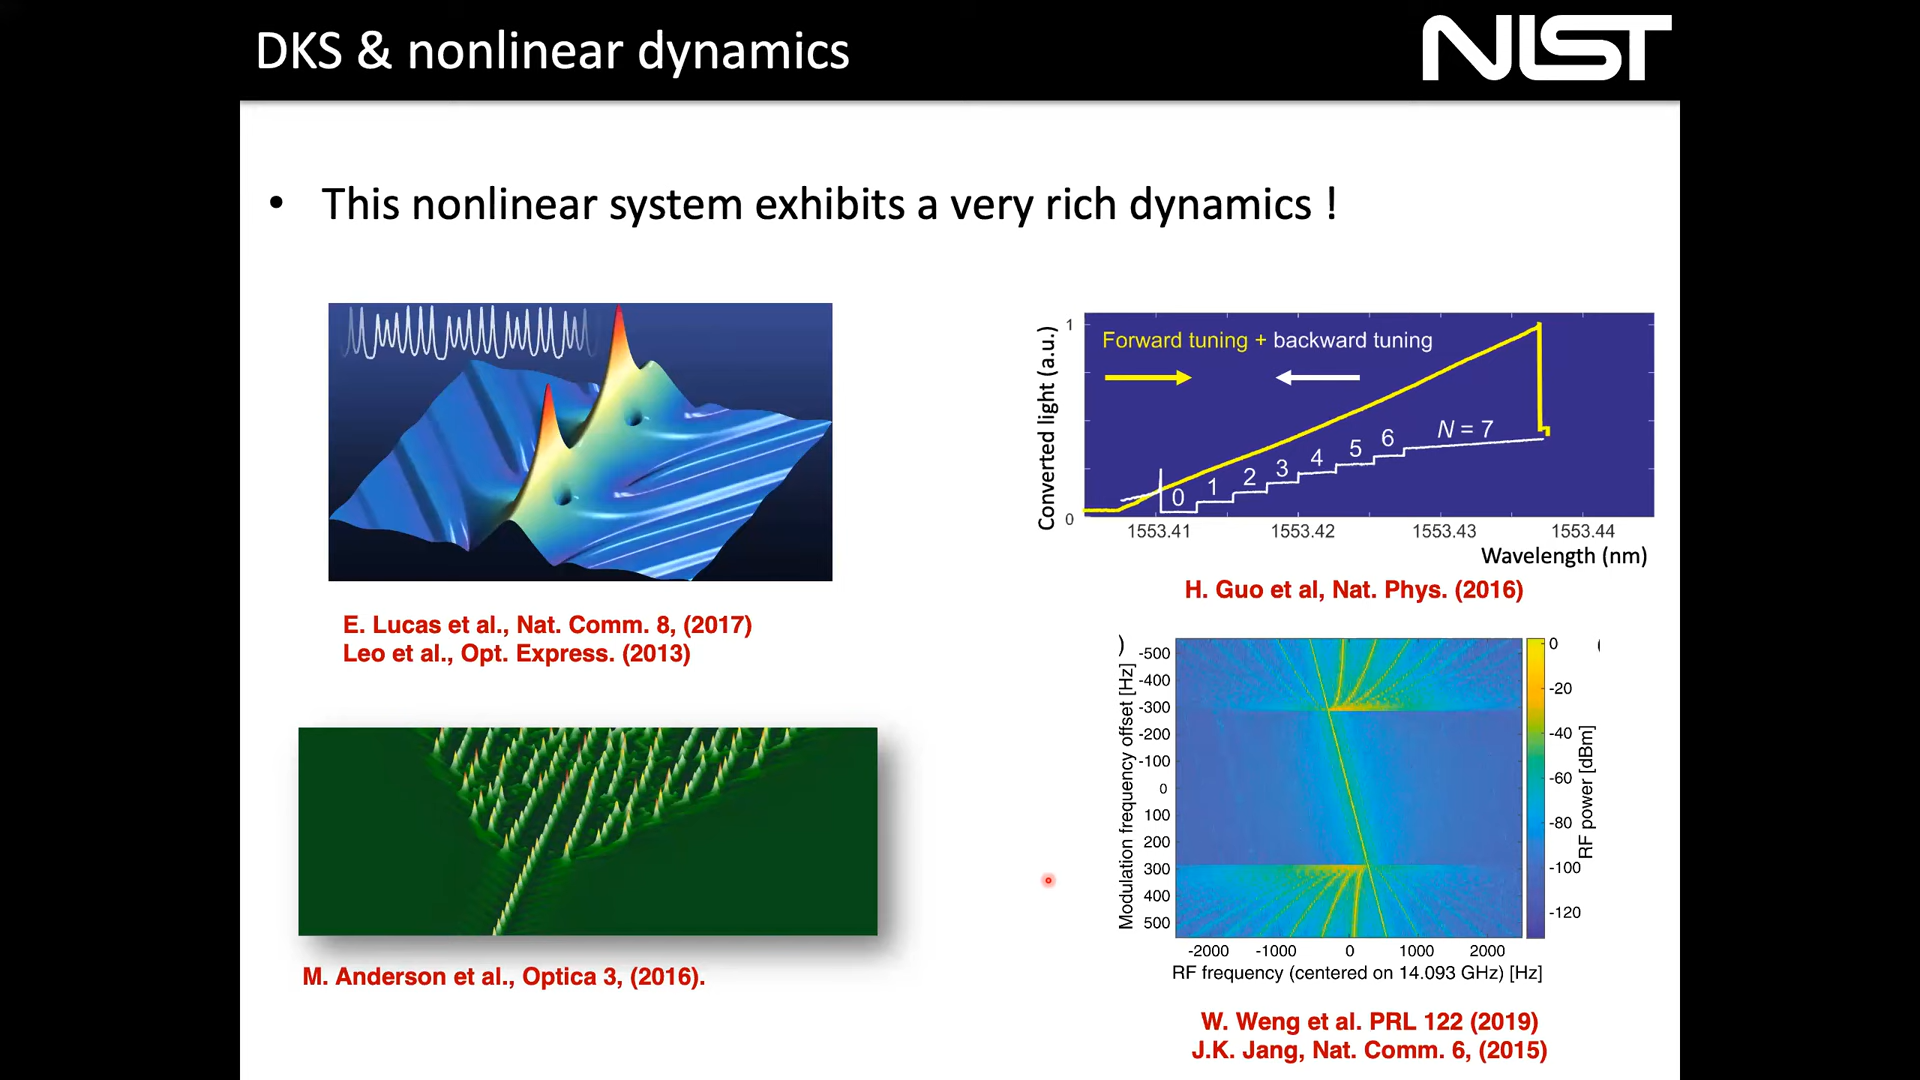 DKS & nonlinear dynamics
NIST
• This nonlinear system exhibits a very rich dynamics !
E. Lucas et al., Nat. Comm. 8, (2017)
Leo et al., Opt. Express. (2013)
M. Anderson et al., Optica 3, (2016).
Converted light (a.u.)
1
0
Forward tuning + backward tuning
0 1 2 3 4 5 6 N = 7
1553.41 1553.42 1553.43 1553.44
Wavelength (nm)
H. Guo et al, Nat. Phys. (2016)
)
(
Modulation frequency offset [Hz]
-500
-400
-300
-200
-100
0
100
200
300
400
500
-2000 -1000 0 1000 2000
RF frequency (centered on 14.093 GHz) [Hz]
0
-20
-40
-60
-80
-100
-120
RF power [dBm]
W. Weng et al. PRL 122 (2019)
J.K. Jang, Nat. Comm. 6, (2015)